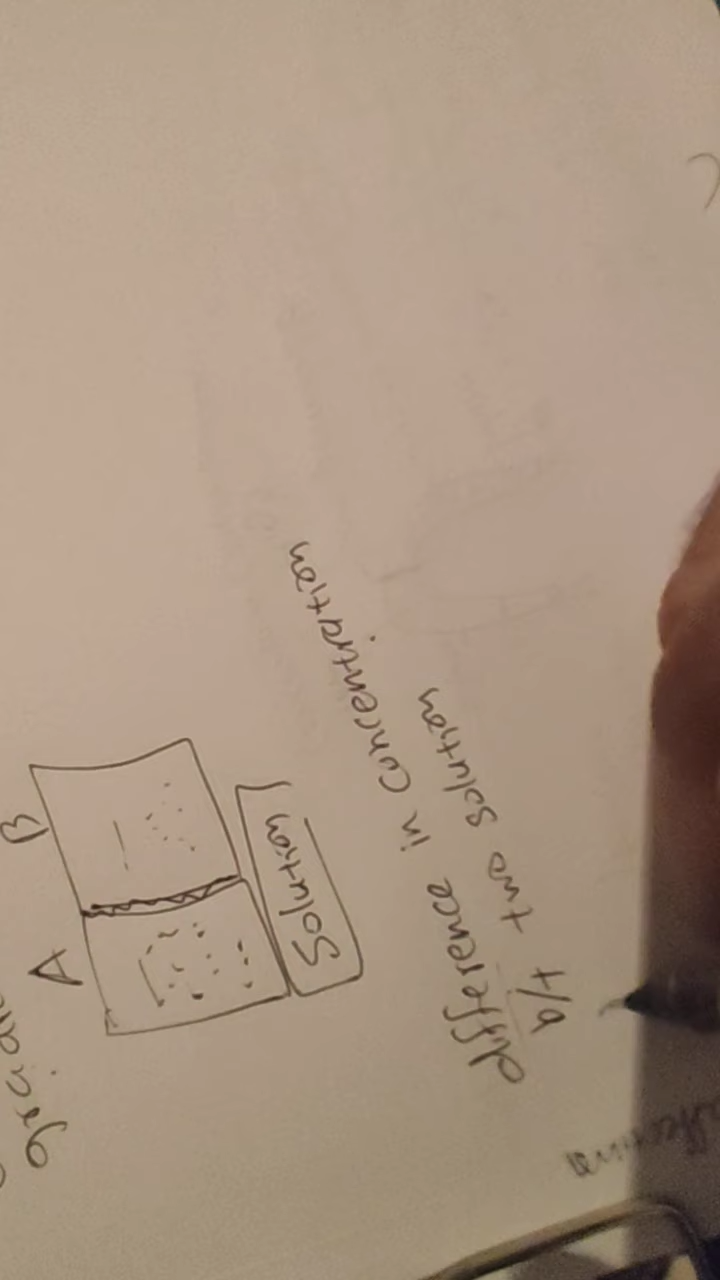 difference in concentration
b/t two solution
Solution
A
B